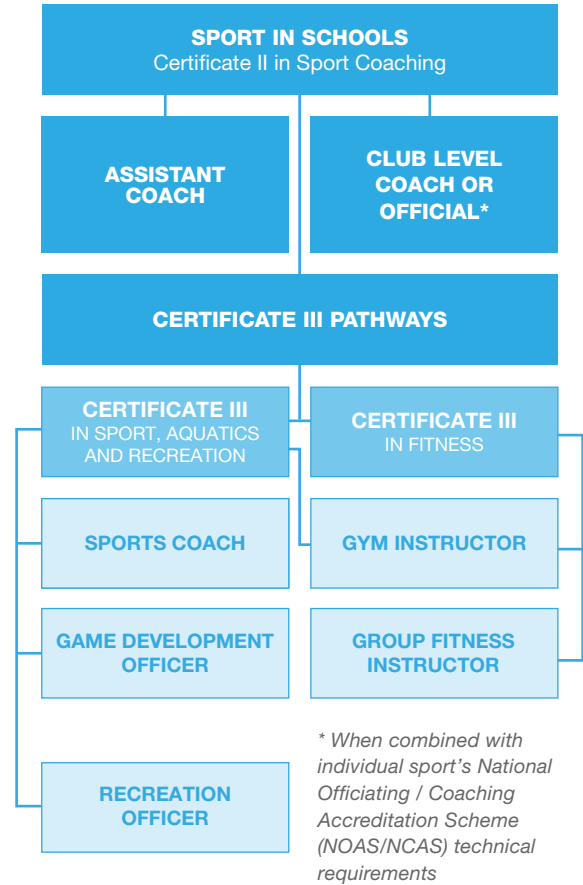 SPORT IN SCHOOLS
Certificate II in Sport Coaching
ASSISTANT
COACH
CLUB LEVEL
COACH OR
OFFICIAL*
CERTIFICATE III PATHWAYS
CERTIFICATE III
IN SPORT, AQUATICS
AND RECREATION
CERTIFICATE III
IN FITNESS
SPORTS COACH
GYM INSTRUCTOR
GAME DEVELOPMENT
OFFICER
GROUP FITNESS
INSTRUCTOR
RECREATION
OFFICER
* When combined with
individual sport's National
Officiating / Coaching
Accreditation Scheme
(NOAS/NCAS) technical
requirements